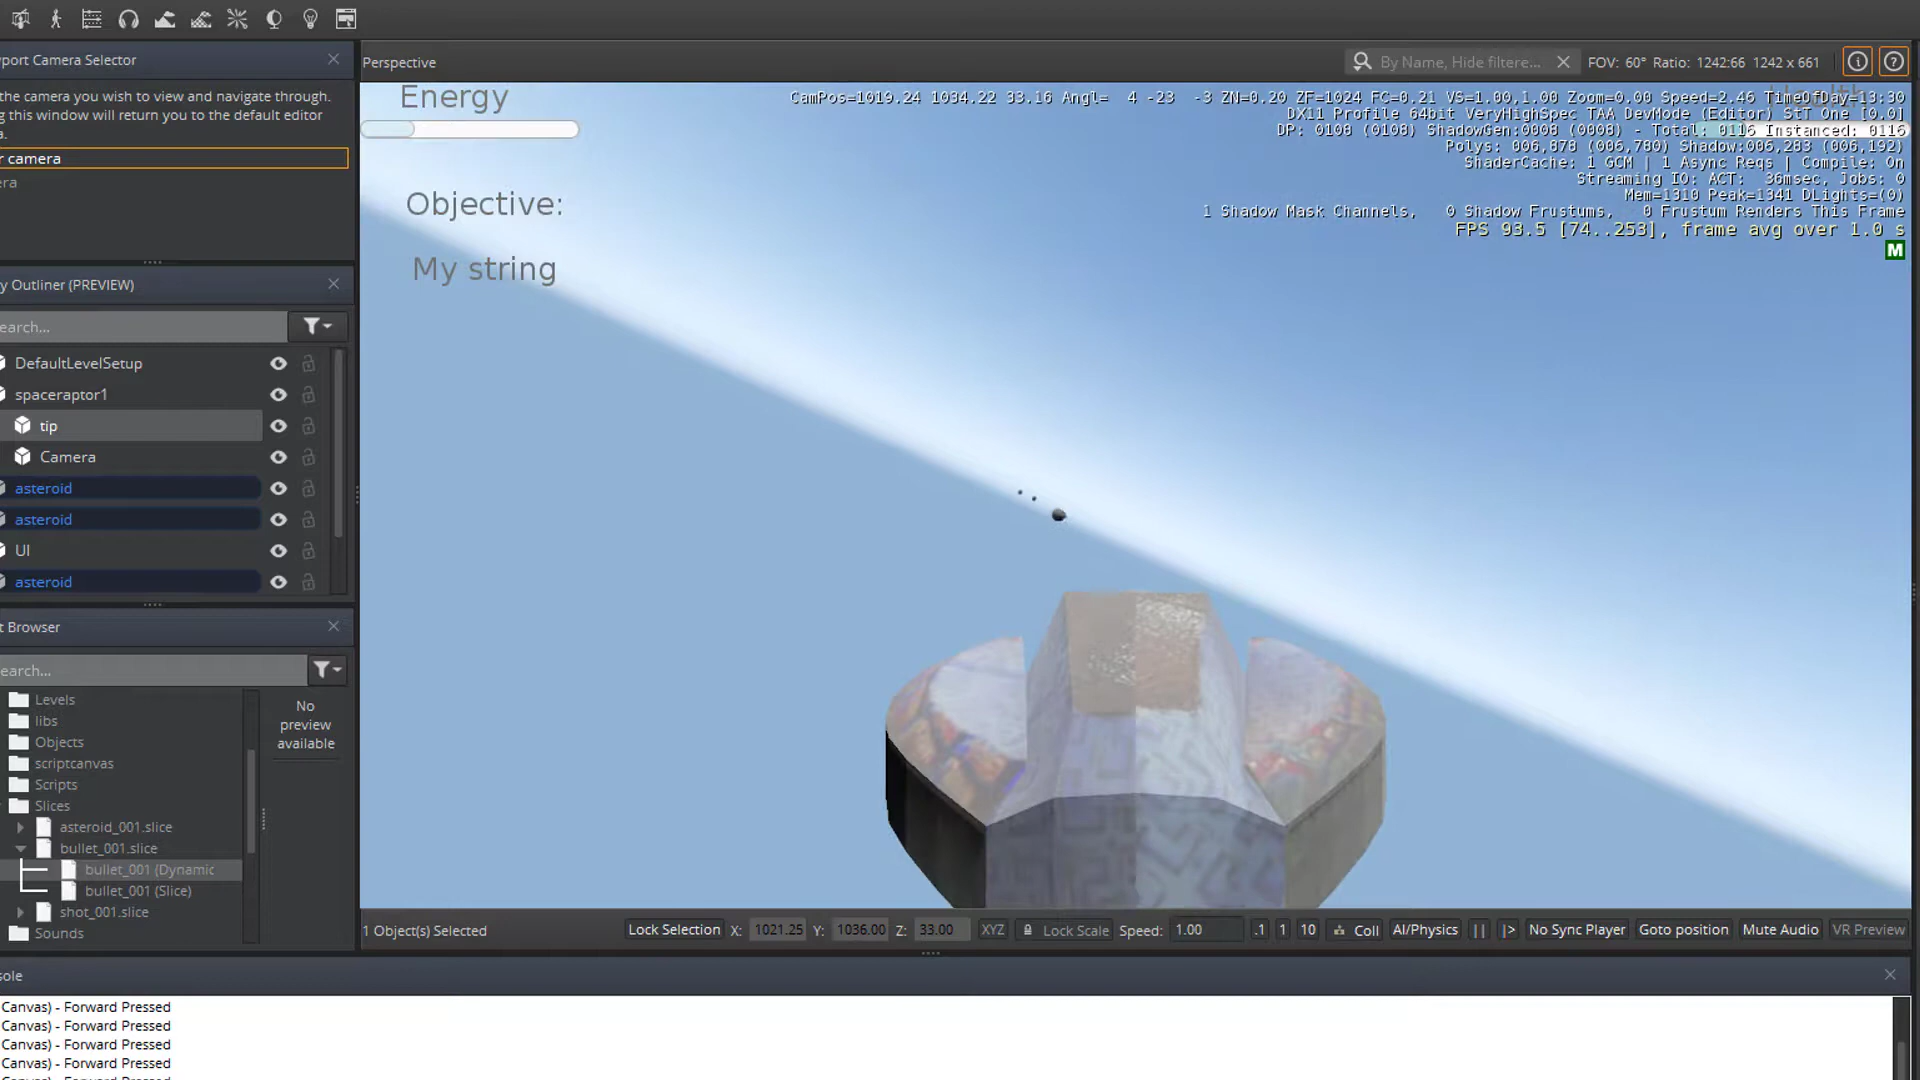 port Camera Selector
the camera you wish to view and navigate through.
g this window will return you to the default editor
a.
r camera
era
y Outliner (PREVIEW)
earch...
DefaultLevelSetup
spaceraptor1
tip
Camera
asteroid
asteroid
UI
asteroid
t Browser
earch...
Levels
libs
Objects
scriptcanvas
Scripts
Slices
asteroid_001.slice
bullet_001.slice
bullet_001 (Dynamic
bullet_001 (Slice)
shot_001.slice
Sounds
No
preview
available
Perspective
By Name, Hide filtere...
FOV: 60° Ratio: 1242:66 1242 x 661
Energy
Objective:
My string
CamPos=1019.24 1034.22 33.16 Angl= 4 -23 -3 ZN=0.20 ZF=1024 FC=0.21 VS=1.00,1.00 Zoom=0.00 Speed=2.46 TimeOfDay=13:30
DX11 Profile 64bit VeryHighSpec TAA DevMode (Editor) StT One [0.0]
DP: 0108 (0108) ShadowGen:0008 (0008) - Total: 0116 Instanced: 0116
Polys: 006,878 (006,780) Shadow:006,283 (006,192)
ShaderCache: 1 GCM | 1 Async Reqs | Compile: On
Streaming IO: ACT: 36msec, Jobs: 0
Mem=1310 Peak=1341 DLights=(0)
1 Shadow Mask Channels, 0 Shadow Frustums, 0 Frustum Renders This Frame
FPS 93.5 [74..253], frame avg over 1.0 s
M
1 Object(s) Selected
Lock Selection X: 1021.25 Y: 1036.00 Z: 33.00 XYZ Lock Scale Speed: 1.00 .1 1 10 Coll AI/Physics || |> No Sync Player Goto position Mute Audio VR Preview
sole
Canvas) - Forward Pressed
Canvas) - Forward Pressed
Canvas) - Forward Pressed
Canvas) - Forward Pressed